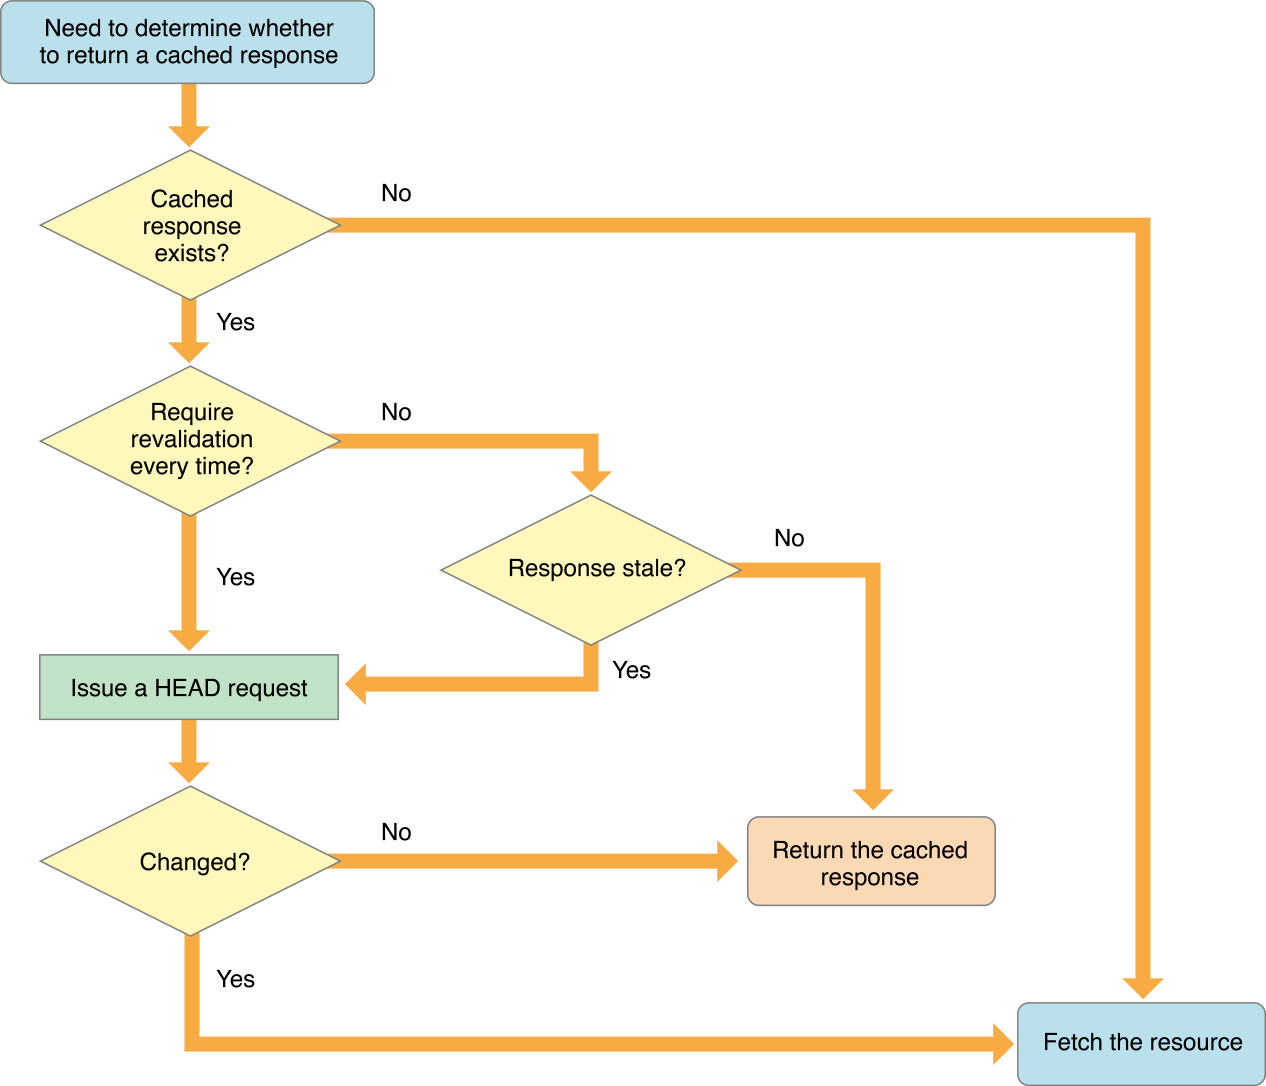 Need to determine whether
to return a cached response
Cached
response
exists?
No
Yes
Require
revalidation
every time?
No
Response stale?
No
Yes
Yes
Issue a HEAD request
Changed?
No
Return the cached
response
Yes
Fetch the resource